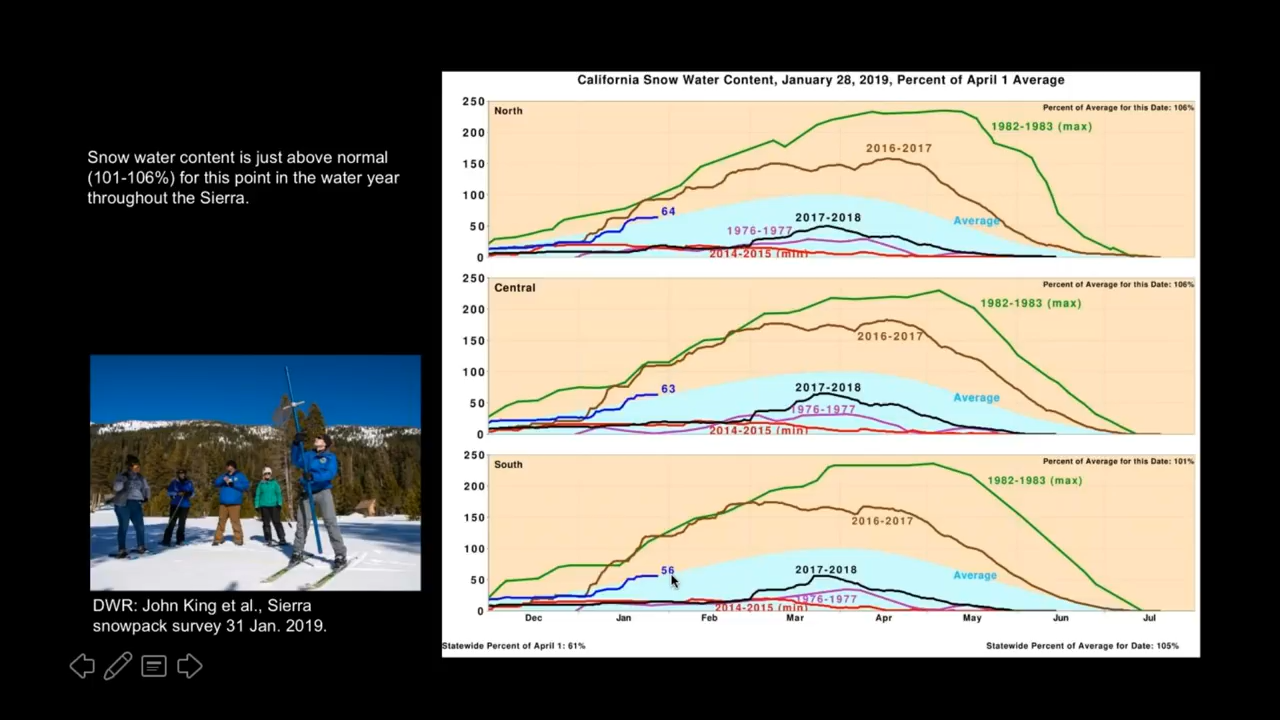 Snow water content is just above normal
(101-106%) for this point in the water year
throughout the Sierra.
DWR: John King et al., Sierra
snowpack survey 31 Jan. 2019.
California Snow Water Content, January 28, 2019, Percent of April 1 Average
250
200
150
100
50
0
North
Percent of Average for this Date: 106%
1982-1983 (max)
2016-2017
64
2017-2018
Average
1976-1977
2014-2015 (min)
250
200
150
100
50
0
Central
Percent of Average for this Date: 106%
1982-1983 (max)
2016-2017
63
2017-2018
Average
1976-1977
2014-2015 (min)
250
200
150
100
50
0
South
Percent of Average for this Date: 101%
1982-1983 (max)
2016-2017
56
2017-2018
Average
1976-1977
2014-2015 (min)
Dec Jan Feb Mar Apr May Jun Jul
Statewide Percent of April 1: 61%
Statewide Percent of Average for Date: 105%